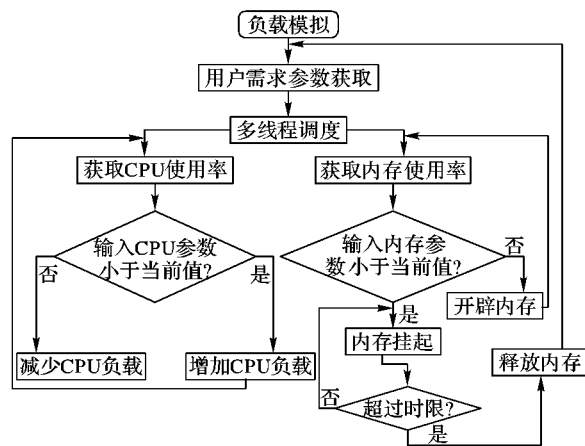 负载模拟
用户需求参数获取
多线程调度
获取CPU使用率
获取内存使用率
输入CPU参数
小于当前值?
输入内存参
数小于当前值?
否
是
否
开辟内存
是
减少CPU负载
增加CPU负载
内存挂起
释放内存
否
超过时限?
是